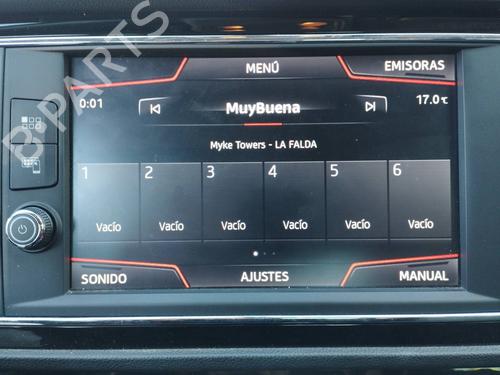 B-PARTS
MENÚ
EMISORAS
0:01
MuyBuena
17.0℃
Myke Towers - LA FALDA
1 2 3 4 5 6
Vacío Vacío Vacío Vacío Vacío Vacío
SONIDO
AJUSTES
MANUAL